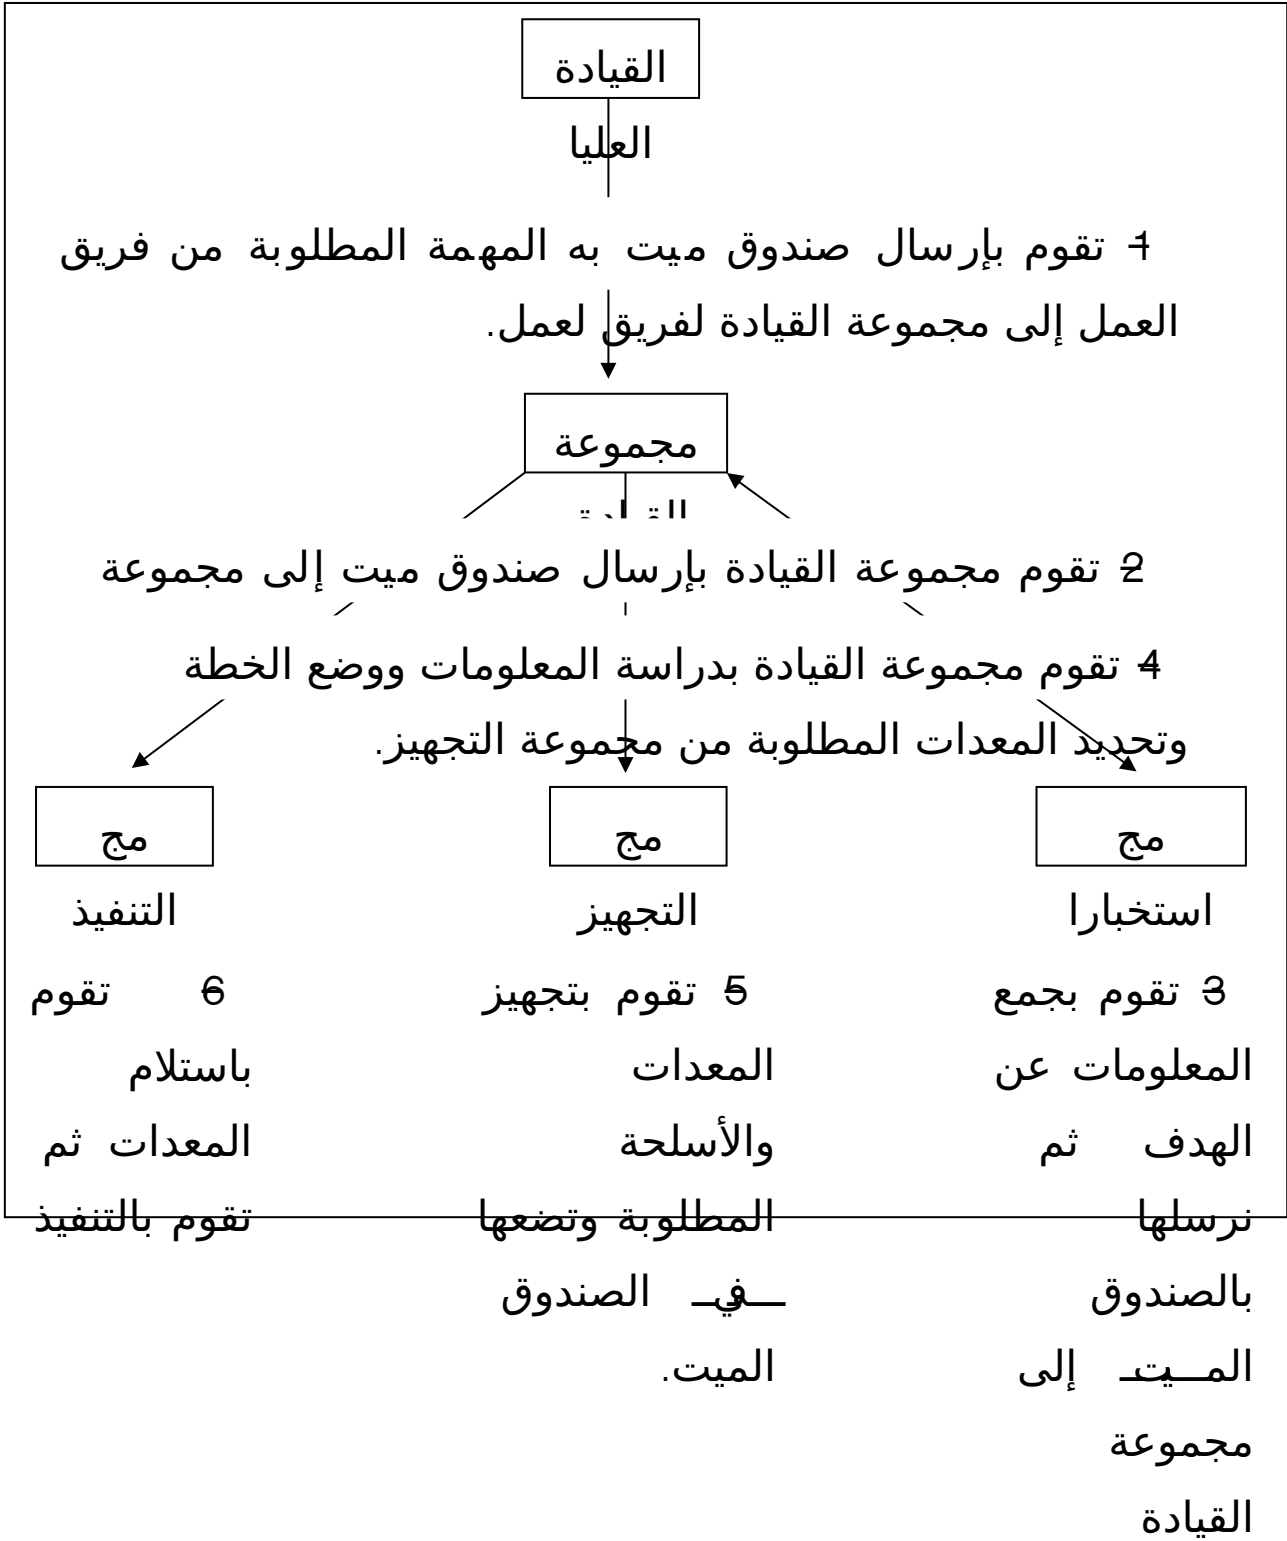 القيادة
العليا
1- تقوم بإرسال صندوق ميت به المهمة المطلوبة من فريق
العمل إلى مجموعة القيادة لفريق لعمل.
مجموعة
القيادة
2- تقوم مجموعة القيادة بإرسال صندوق ميت إلى مجموعة
4- تقوم مجموعة القيادة بدراسة المعلومات ووضع الخطة
وتحديد المعدات المطلوبة من مجموعة التجهيز.
مج
استخبارا
3- تقوم بجمع
المعلومات عن
الهدف ثم
نرسلها
بالصندوق
الميت إلى
مجموعة
القيادة
مج
التجهيز
5- تقوم بتجهيز
المعدات
والأسلحة
المطلوبة وتضعها
في الصندوق
الميت.
مج
التنفيذ
6- تقوم
باستلام
المعدات ثم
تقوم بالتنفيذ